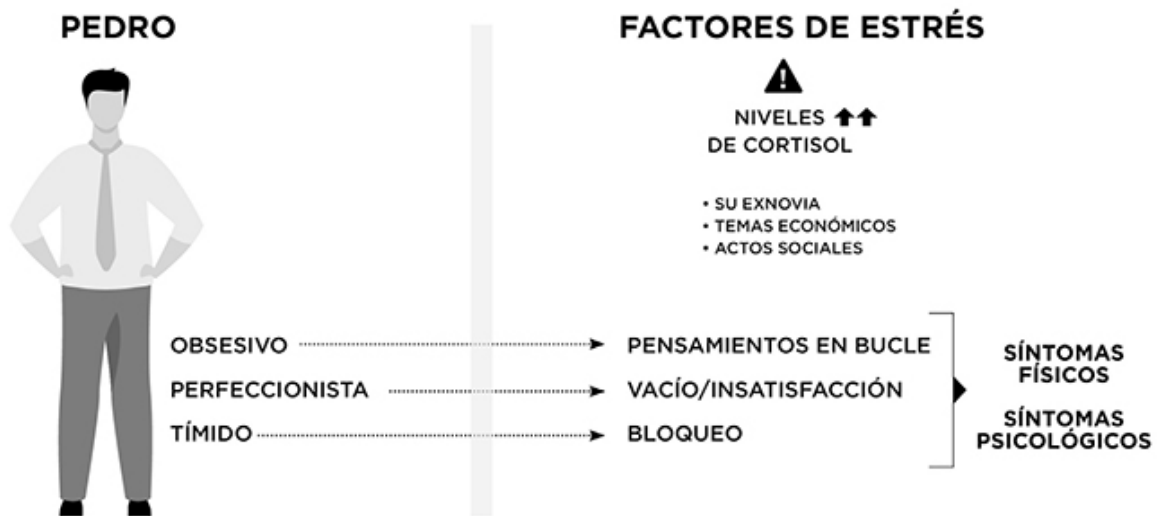 PEDRO
FACTORES DE ESTRÉS
NIVELES
DE CORTISOL
• SU EXNOVIA
• TEMAS ECONÓMICOS
• ACTOS SOCIALES
OBSESIVO
PENSAMIENTOS EN BUCLE
PERFECCIONISTA
VACÍO/INSATISFACCIÓN
TÍMIDO
BLOQUEO
SÍNTOMAS
FÍSICOS
SÍNTOMAS
PSICOLÓGICOS